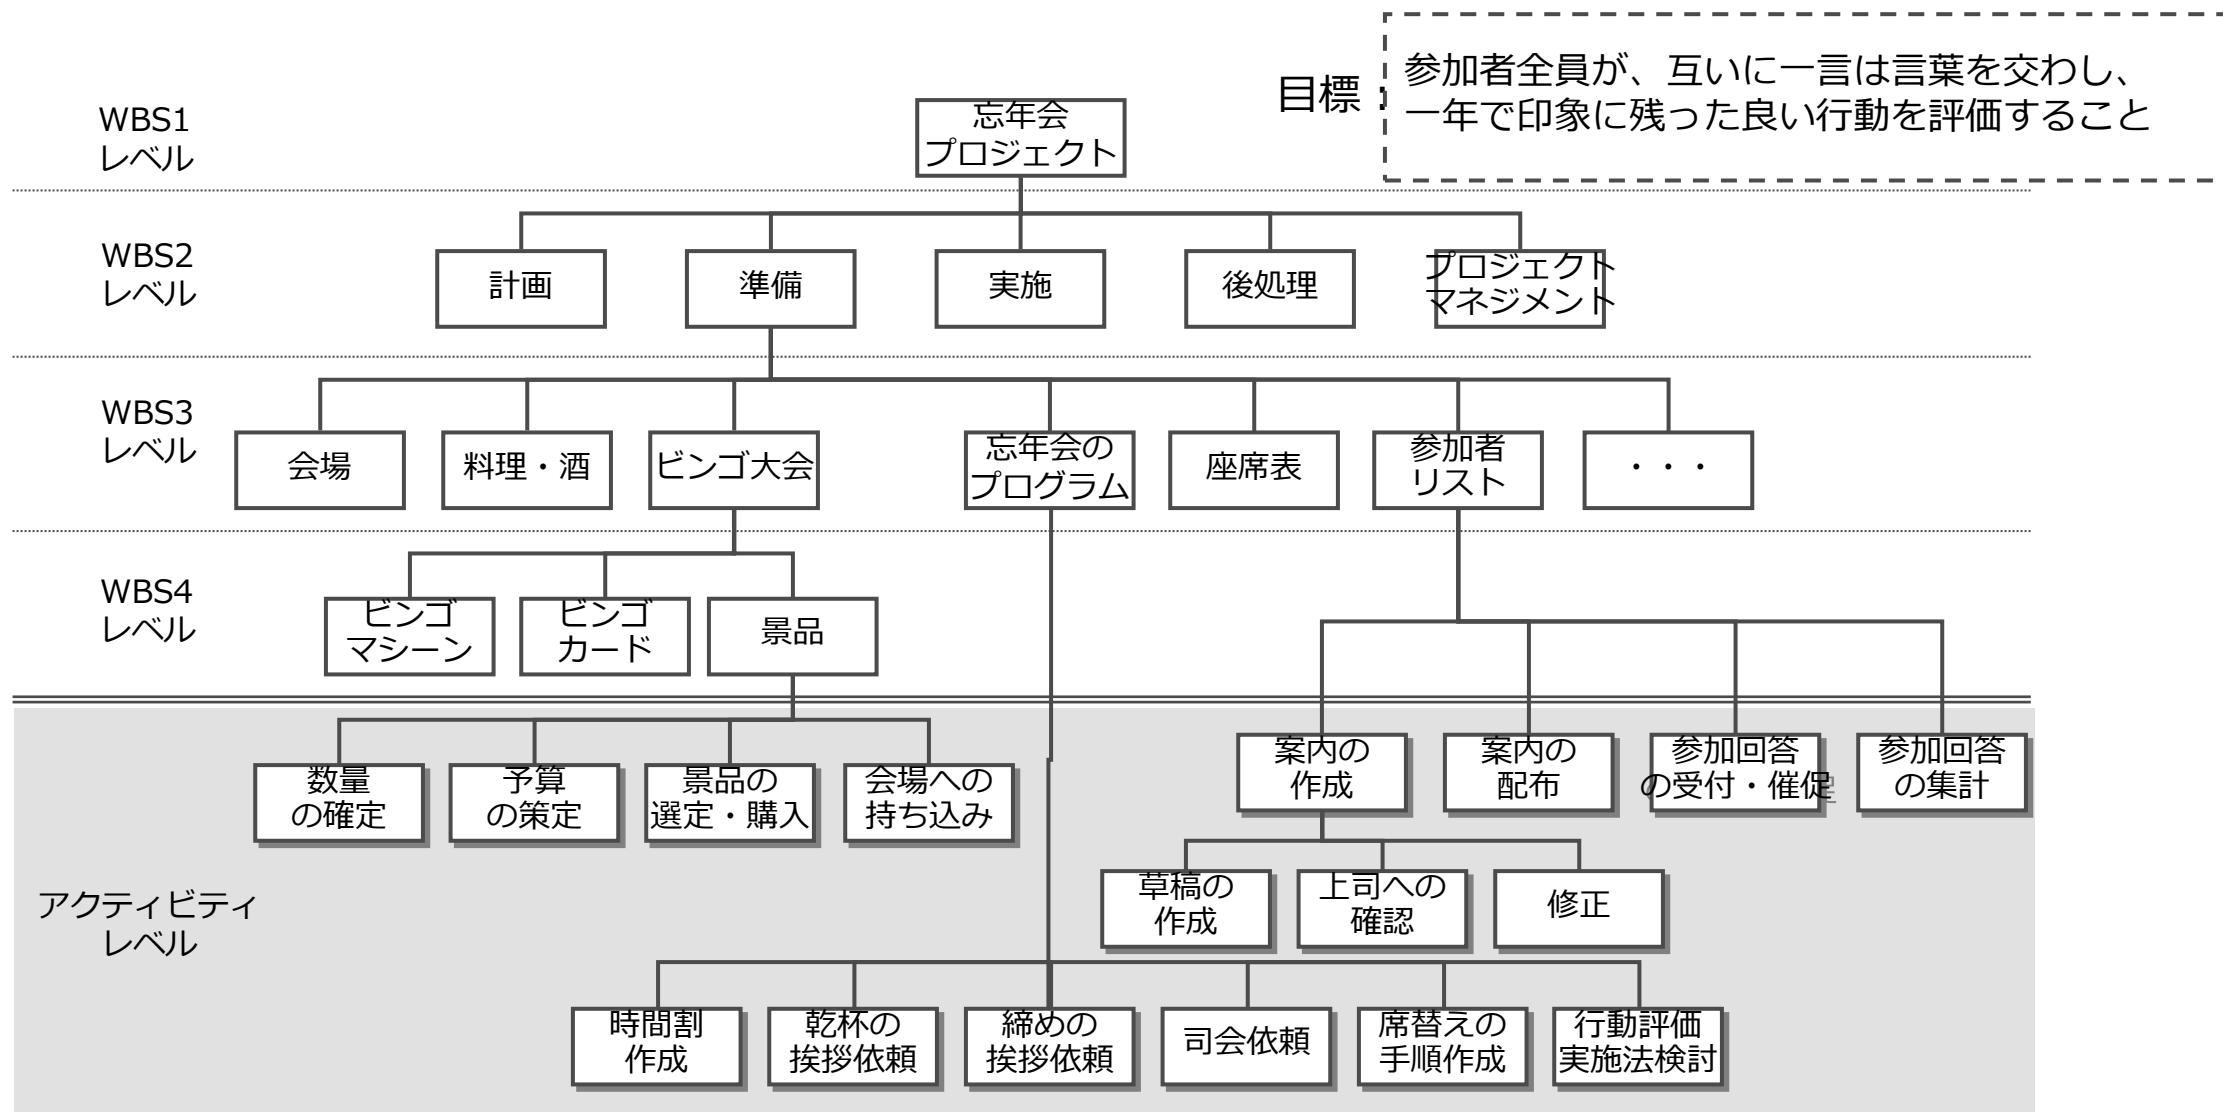 目標：
参加者全員が、互いに一言は言葉を交わし、
一年で印象に残った良い行動を評価すること
WBS1
レベル
忘年会
プロジェクト
WBS2
レベル
計画
準備
実施
後処理
プロジェクト
マネジメント
WBS3
レベル
会場
料理・酒
ビンゴ大会
忘年会の
プログラム
座席表
参加者
リスト
・・・
WBS4
レベル
ビンゴ
マシーン
ビンゴ
カード
景品
アクティビティ
レベル
数量
の確定
予算
の策定
景品の
選定・購入
会場への
持ち込み
案内の
作成
案内の
配布
参加回答
の受付・催促
参加回答
の集計
草稿の
作成
上司への
確認
修正
時間割
作成
乾杯の
挨拶依頼
締めの
挨拶依頼
司会依頼
席替えの
手順作成
行動評価
実施法検討